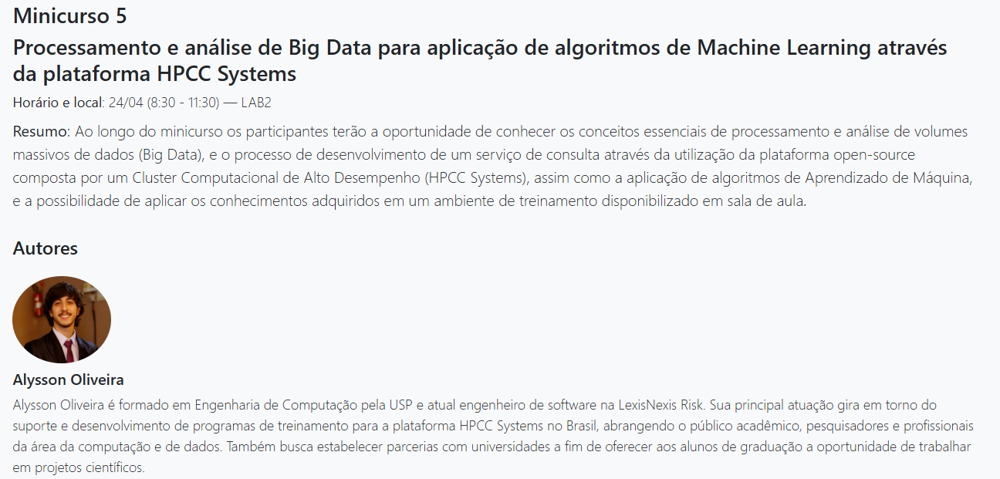 Minicurso 5
Processamento e análise de Big Data para aplicação de algoritmos de Machine Learning através
da plataforma HPCC Systems
Horário e local: 24/04 (8:30 - 11:30) — LAB2
Resumo: Ao longo do minicurso os participantes terão a oportunidade de conhecer os conceitos essenciais de processamento e análise de volumes
massivos de dados (Big Data), e o processo de desenvolvimento de um serviço de consulta através da utilização da plataforma open-source
composta por um Cluster Computacional de Alto Desempenho (HPCC Systems), assim como a aplicação de algoritmos de Aprendizado de Máquina,
e a possibilidade de aplicar os conhecimentos adquiridos em um ambiente de treinamento disponibilizado em sala de aula.
Autores
Alysson Oliveira
Alysson Oliveira é formado em Engenharia de Computação pela USP e atual engenheiro de software na LexisNexis Risk. Sua principal atuação gira em torno do
suporte e desenvolvimento de programas de treinamento para a plataforma HPCC Systems no Brasil, abrangendo o público acadêmico, pesquisadores e profissionais
da área da computação e de dados. Também busca estabelecer parcerias com universidades a fim de oferecer aos alunos de graduação a oportunidade de trabalhar
em projetos científicos.